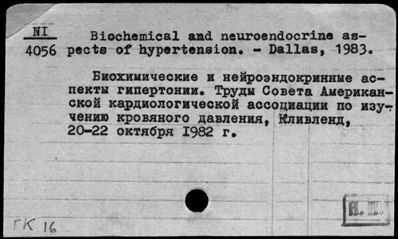 NI
4056
Biochemical and neuroendocrine as-
pects of hypertension. - Dallas, 1983.
Биохимические и нейроэндокринные ас-
пекты гипертонии. Труды Совета Американ-
ской кардиологической ассоциации по изу-
чению кровяного давления, Кливленд,
20-22 октября 1982 г.
ГК 16